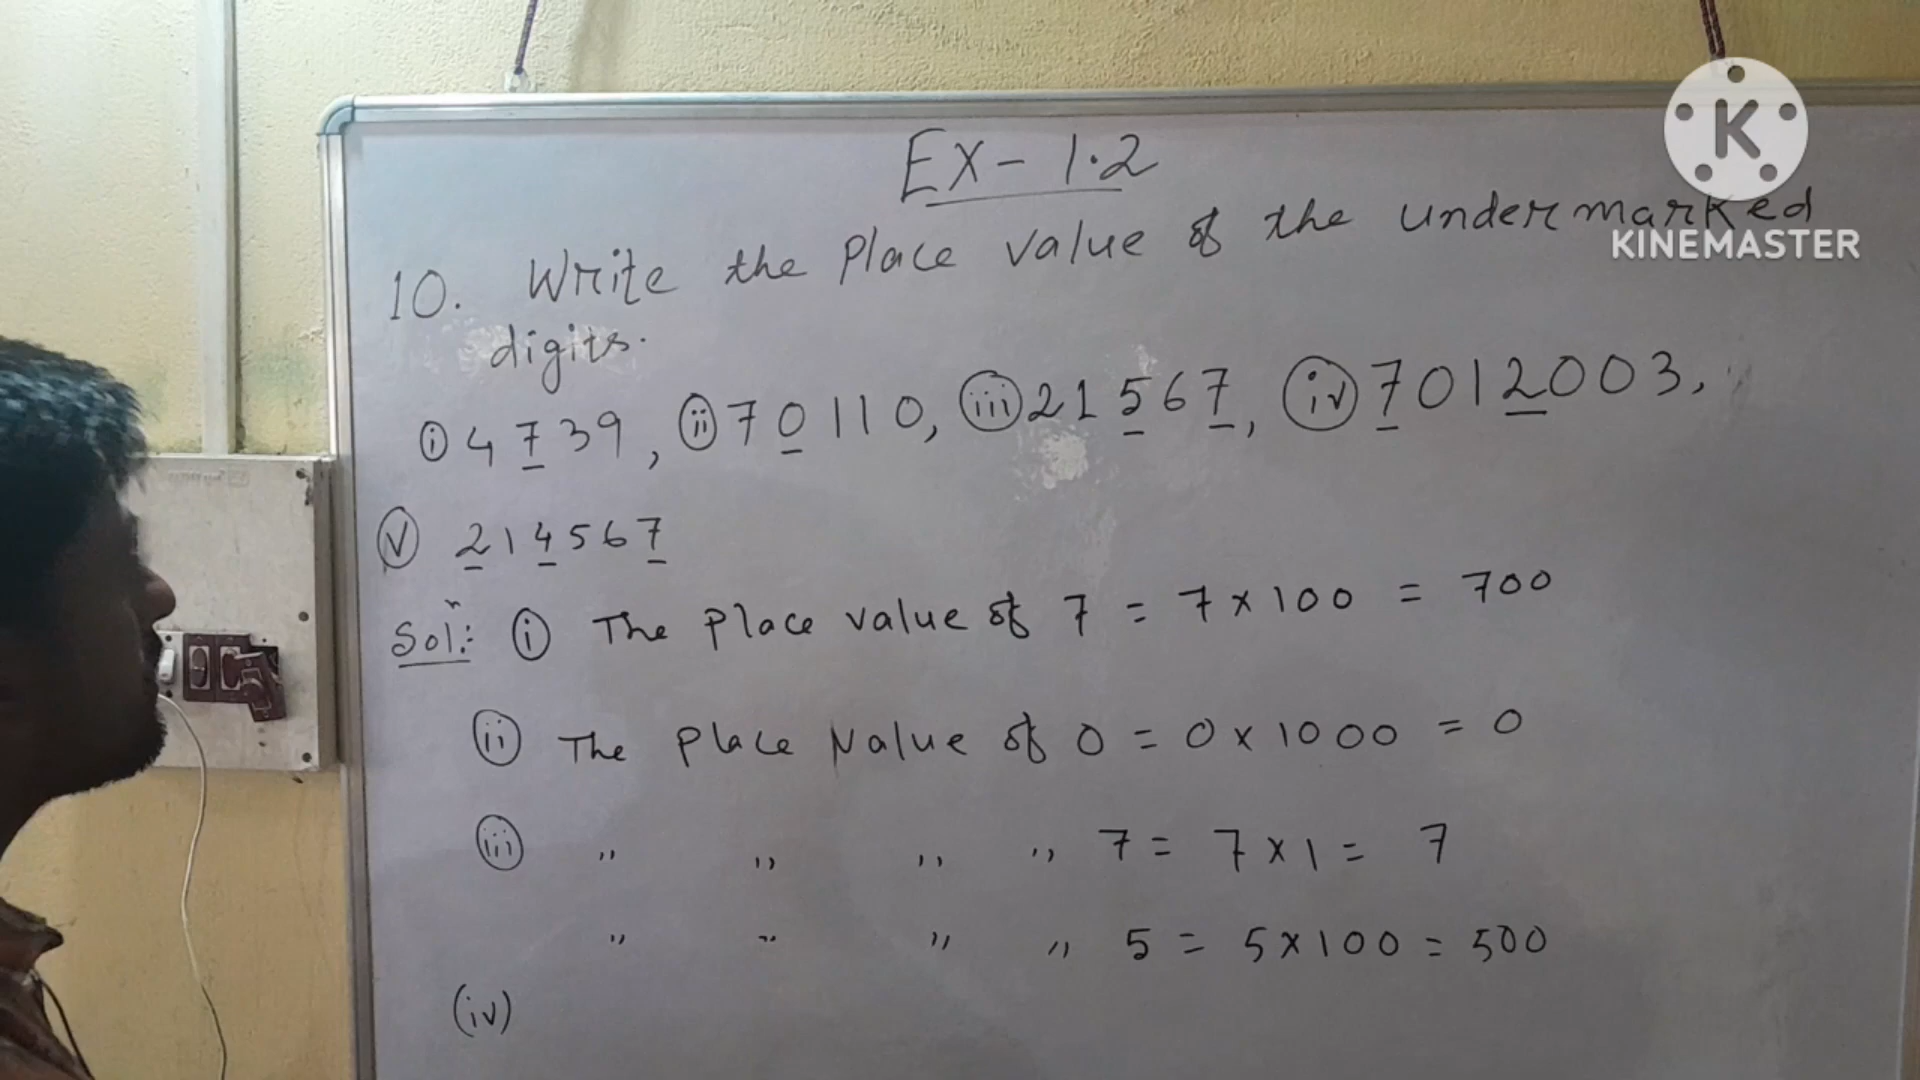 EX- 1.2
10. Write the Place value of the undermarked
digits.
(i) 4739, (ii) 70110, (iii) 21567, (iv) 7012003,
(v) 214567
Solⁿ: (i) The Place value of 7 = 7 x 100 = 700
(ii) The Place Value of 0 = 0 x 1000 = 0
(iii) " " " " 7 = 7 x 1 = 7
" " " " 5 = 5 x 100 = 500
(iv)
K
KINEMASTER